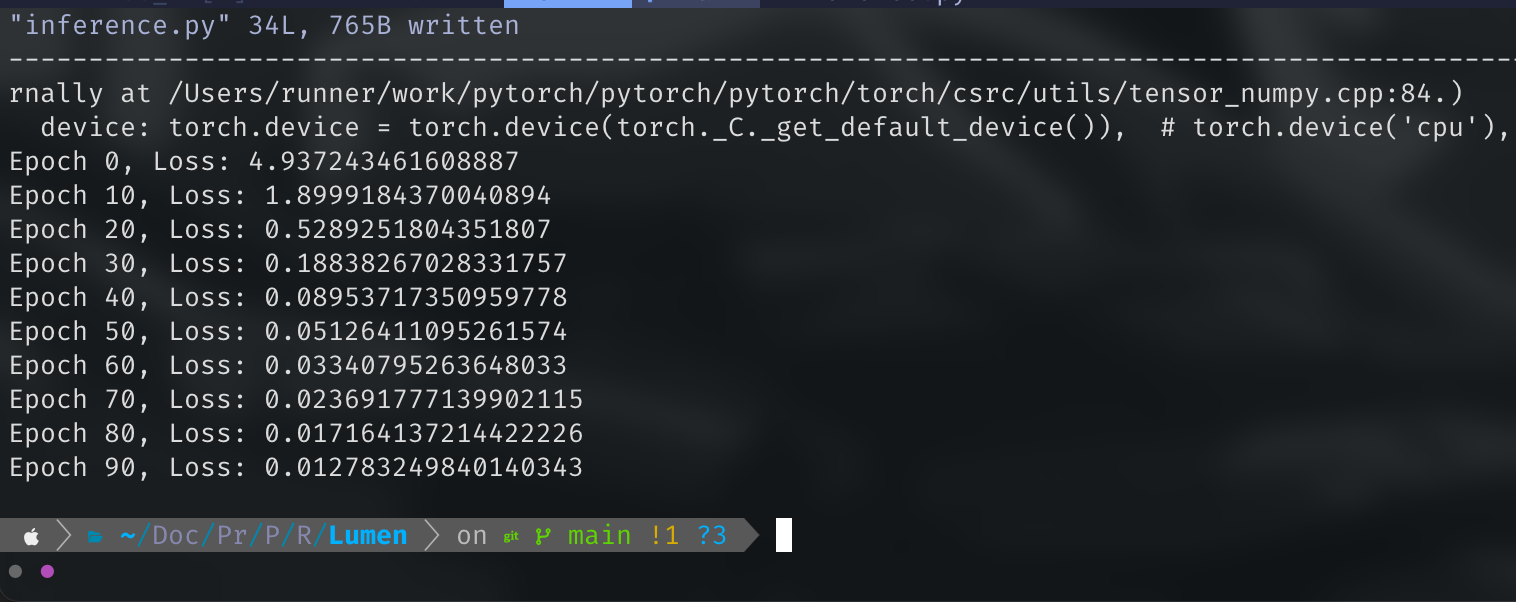 "inference.py" 34L, 765B written
--------------------------------------------------------------------------------------------
rnally at /Users/runner/work/pytorch/pytorch/pytorch/torch/csrc/utils/tensor_numpy.cpp:84.)
  device: torch.device = torch.device(torch._C._get_default_device()),  # torch.device('cpu'),
Epoch 0, Loss: 4.937243461608887
Epoch 10, Loss: 1.8999184370040894
Epoch 20, Loss: 0.5289251804351807
Epoch 30, Loss: 0.18838267028331757
Epoch 40, Loss: 0.08953717350959778
Epoch 50, Loss: 0.05126411095261574
Epoch 60, Loss: 0.03340795263648033
Epoch 70, Loss: 0.023691777139902115
Epoch 80, Loss: 0.017164137214422226
Epoch 90, Loss: 0.012783249840140343
~/Doc/Pr/P/R/Lumen on git main !1 ?3